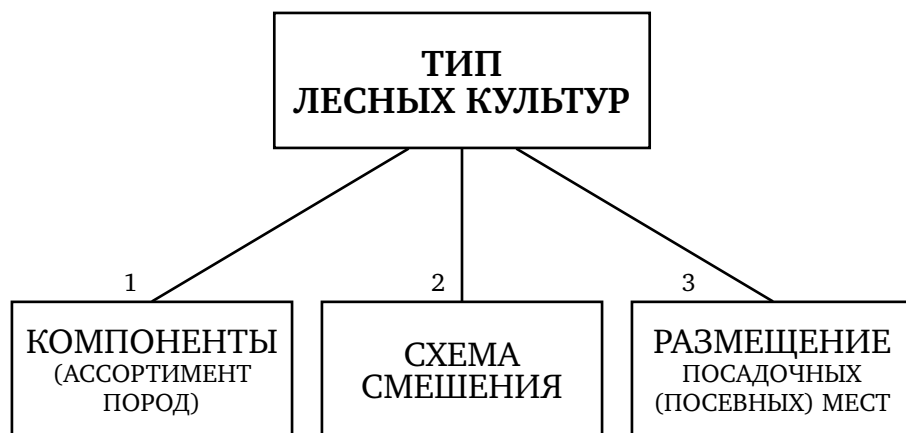 ТИП
ЛЕСНЫХ КУЛЬТУР
1
2
3
КОМПОНЕНТЫ
(АССОРТИМЕНТ
ПОРОД)
СХЕМА
СМЕШЕНИЯ
РАЗМЕЩЕНИЕ
ПОСАДОЧНЫХ
(ПОСЕВНЫХ) МЕСТ